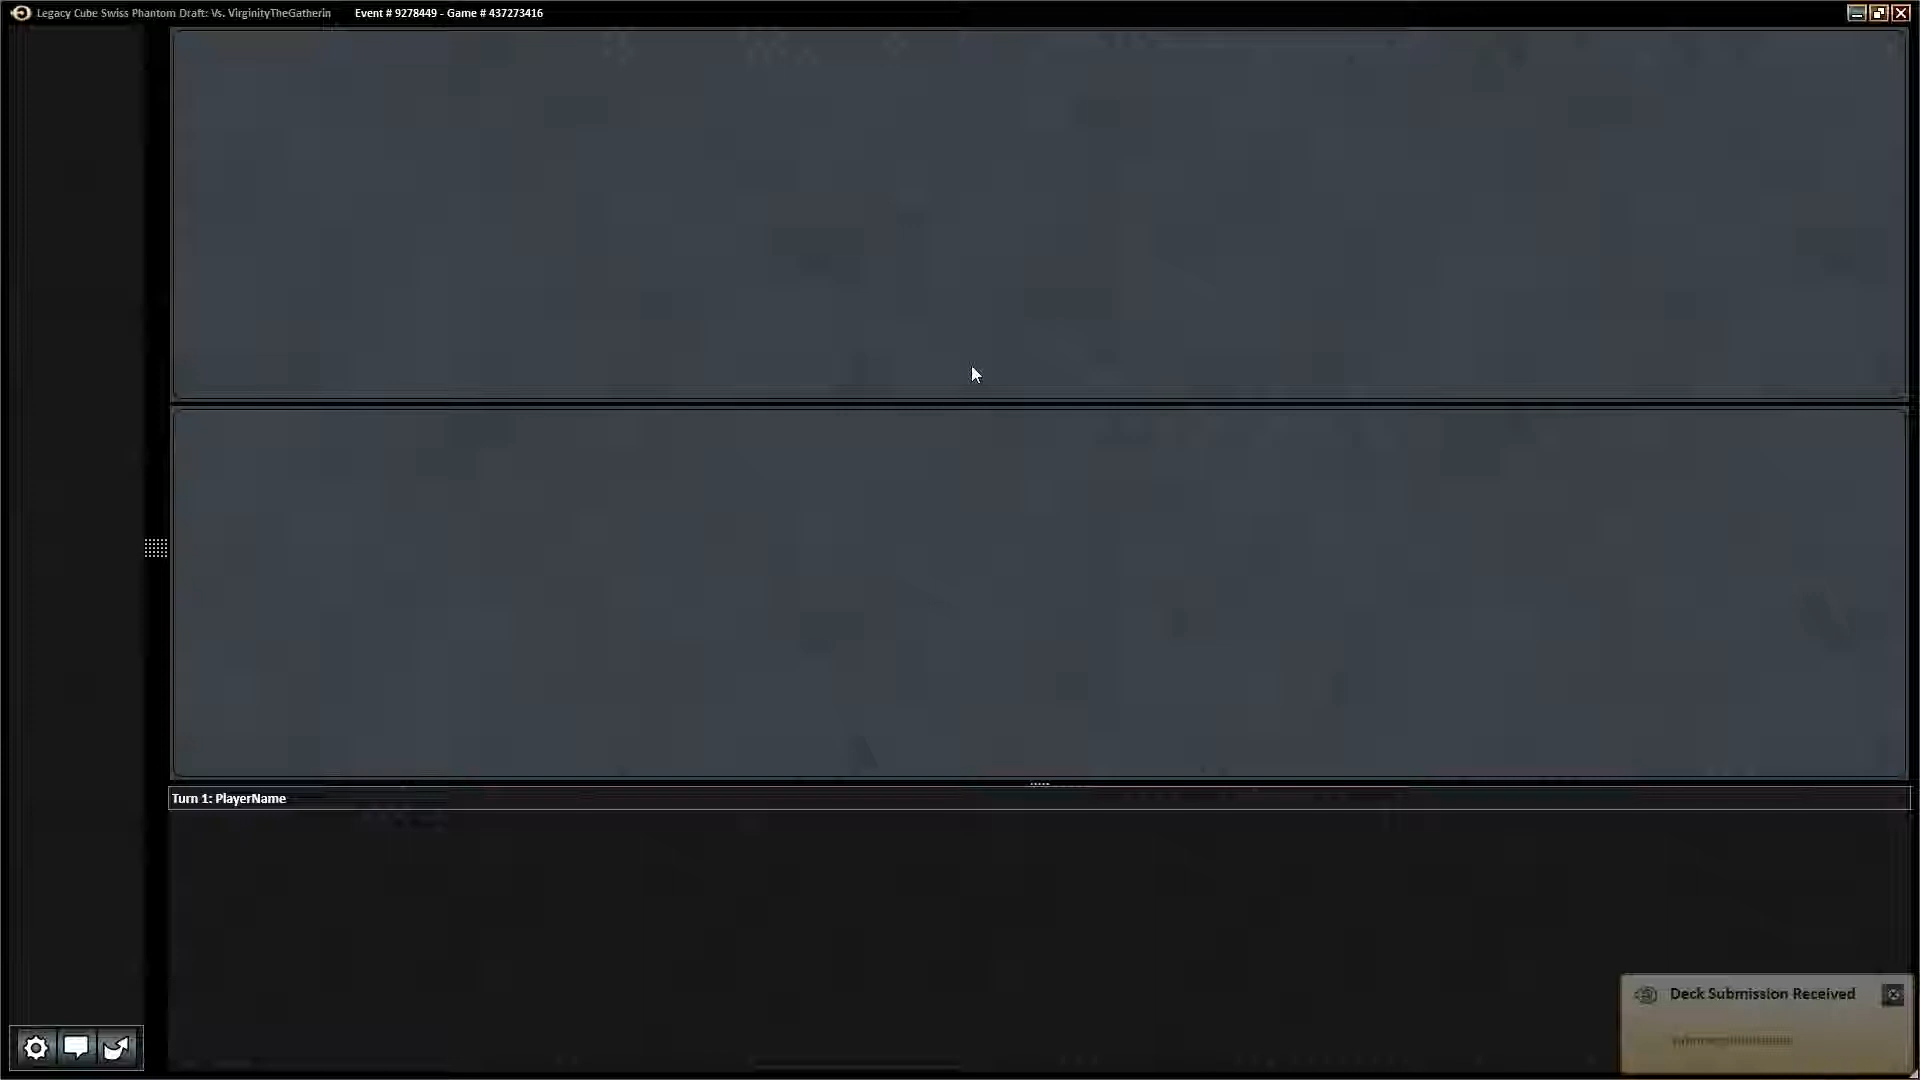 Legacy Cube Swiss Phantom Draft: Vs. VirginityTheGatherin Event # 9278449 - Game # 437273416
Turn 1: PlayerName
Deck Submission Received